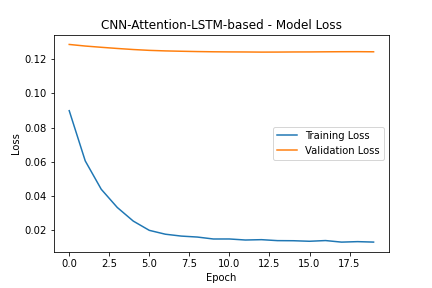 CNN-Attention-LSTM-based - Model Loss
0.12
0.10
0.08
0.06
0.04
0.02
Loss
Training Loss
Validation Loss
0.0 2.5 5.0 7.5 10.0 12.5 15.0 17.5
Epoch